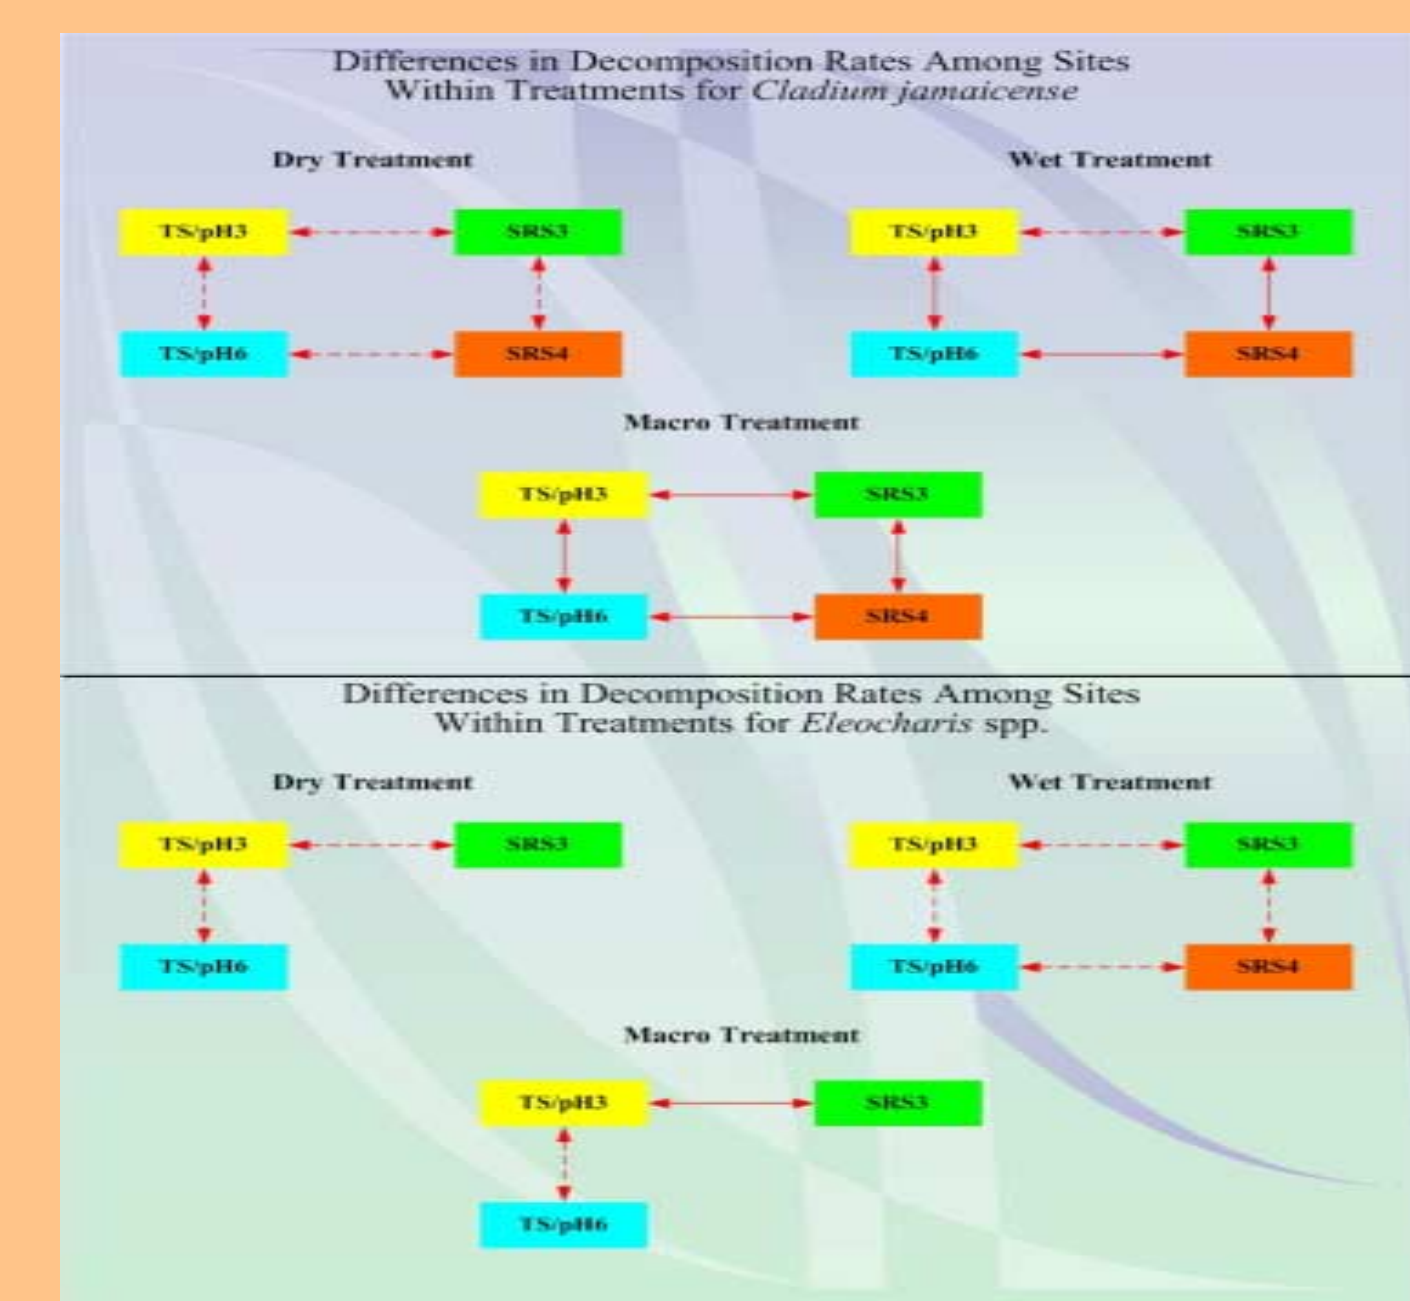 Differences in Decomposition Rates Among Sites
Within Treatments for Cladium jamaicense
Dry Treatment
Wet Treatment
TS/pH3
SRS3
TS/pH3
SRS3
TS/pH6
SRS4
TS/pH6
SRS4
Macro Treatment
TS/pH3
SRS3
TS/pH6
SRS4
Differences in Decomposition Rates Among Sites
Within Treatments for Eleocharis spp.
Dry Treatment
Wet Treatment
TS/pH3
SRS3
TS/pH3
SRS3
TS/pH6
TS/pH6
SRS4
Macro Treatment
TS/pH3
SRS3
TS/pH6